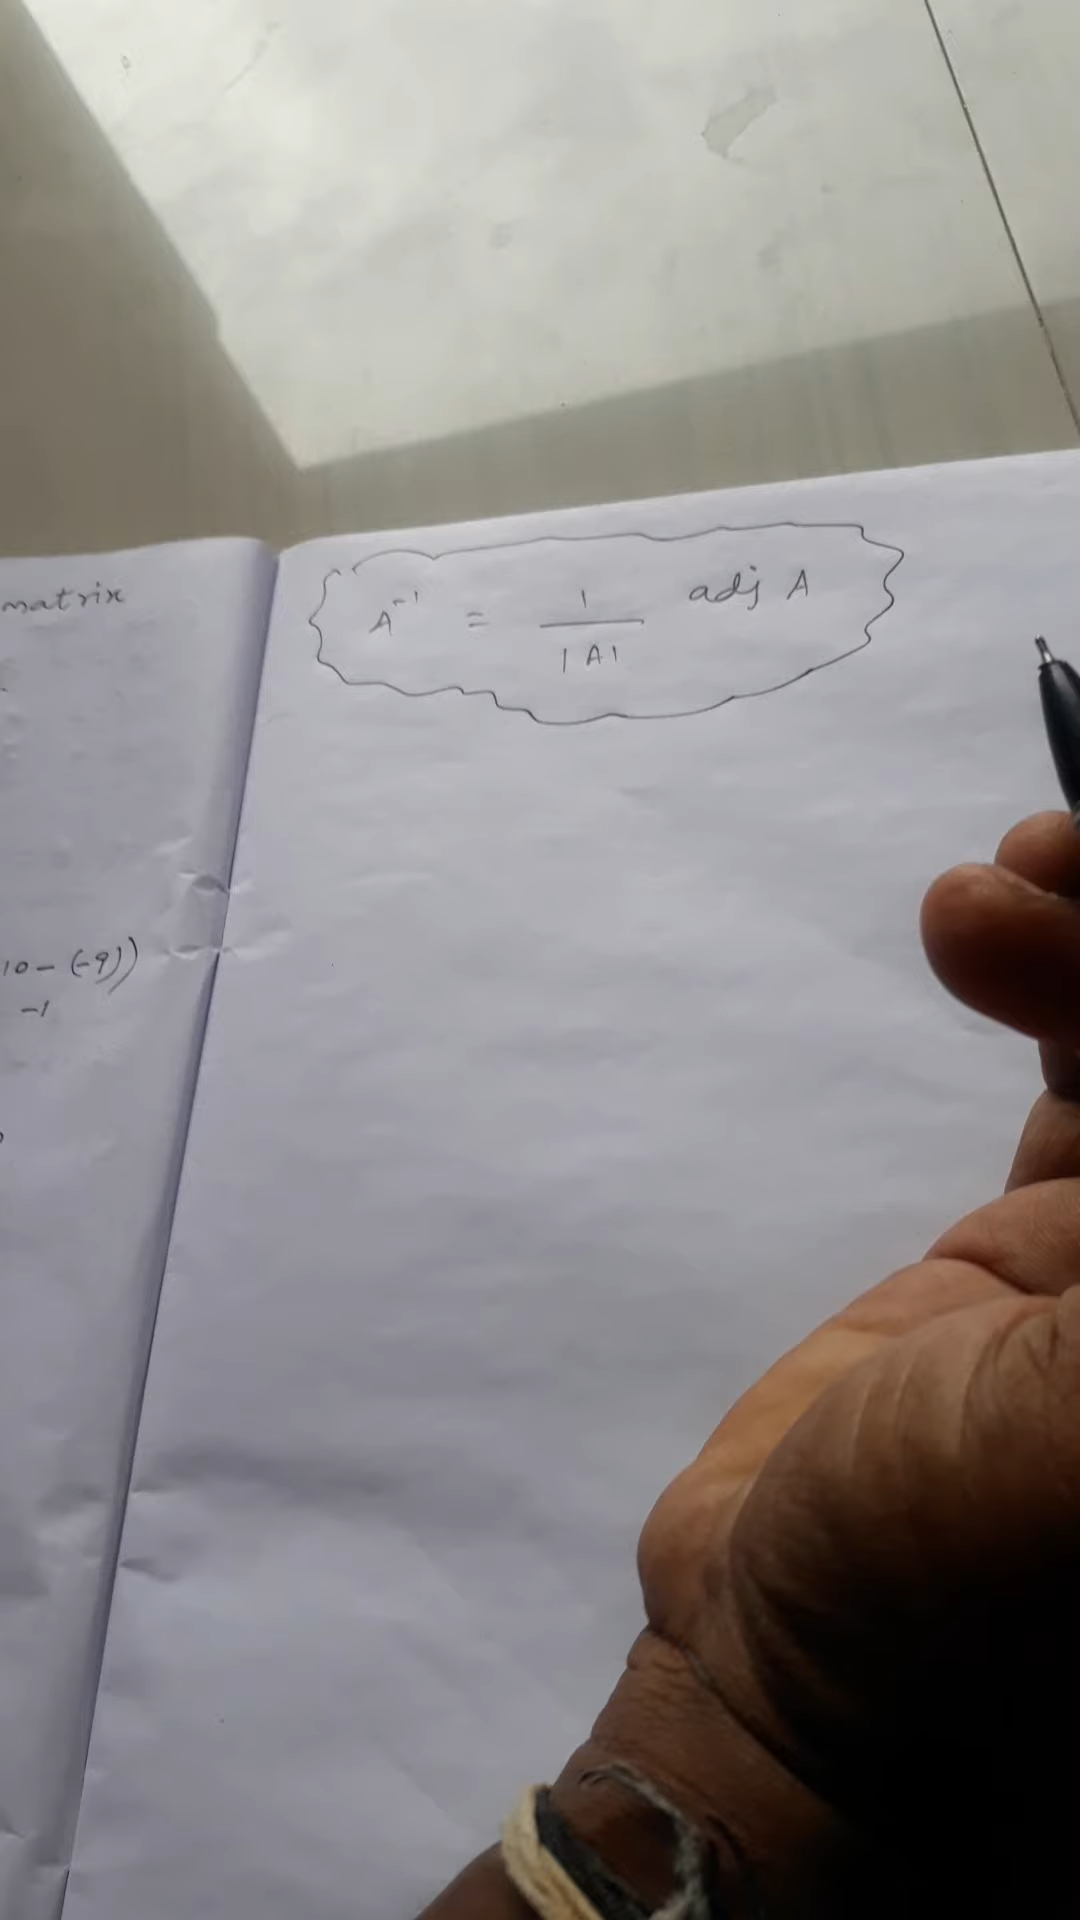 matrix
10 - (-9))
-1
A⁻¹ = 1/|A| adj A